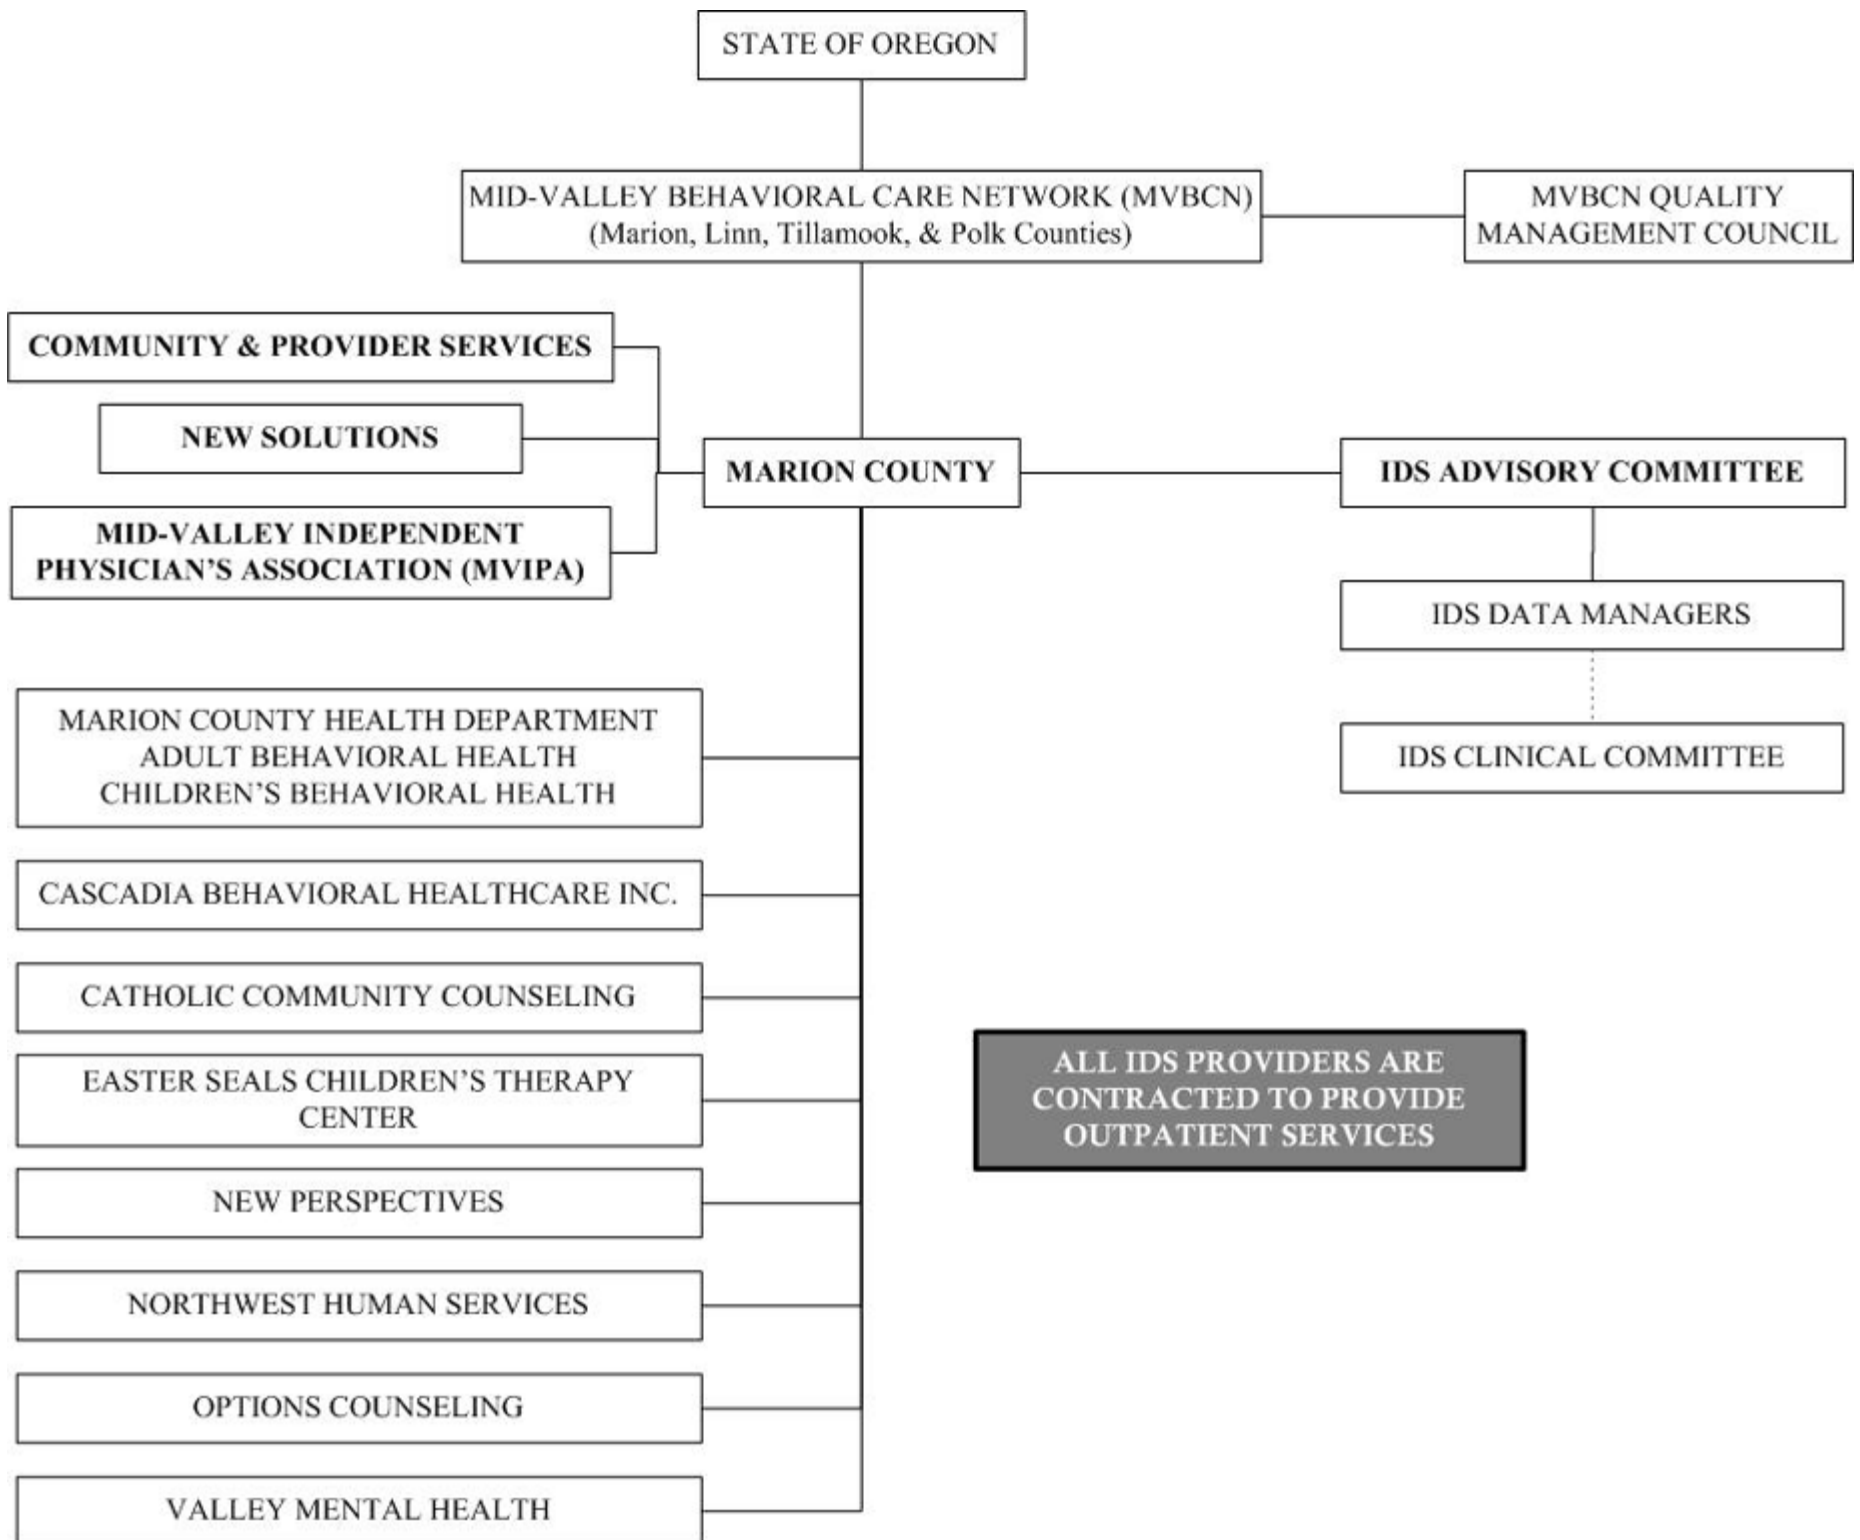 STATE OF OREGON
MID-VALLEY BEHAVIORAL CARE NETWORK (MVBCN)
(Marion, Linn, Tillamook, & Polk Counties)
MVBCN QUALITY
MANAGEMENT COUNCIL
COMMUNITY & PROVIDER SERVICES
NEW SOLUTIONS
MID-VALLEY INDEPENDENT
PHYSICIAN'S ASSOCIATION (MVIPA)
MARION COUNTY
IDS ADVISORY COMMITTEE
IDS DATA MANAGERS
IDS CLINICAL COMMITTEE
MARION COUNTY HEALTH DEPARTMENT
ADULT BEHAVIORAL HEALTH
CHILDREN'S BEHAVIORAL HEALTH
CASCADIA BEHAVIORAL HEALTHCARE INC.
CATHOLIC COMMUNITY COUNSELING
EASTER SEALS CHILDREN'S THERAPY
CENTER
NEW PERSPECTIVES
NORTHWEST HUMAN SERVICES
OPTIONS COUNSELING
VALLEY MENTAL HEALTH
ALL IDS PROVIDERS ARE
CONTRACTED TO PROVIDE
OUTPATIENT SERVICES